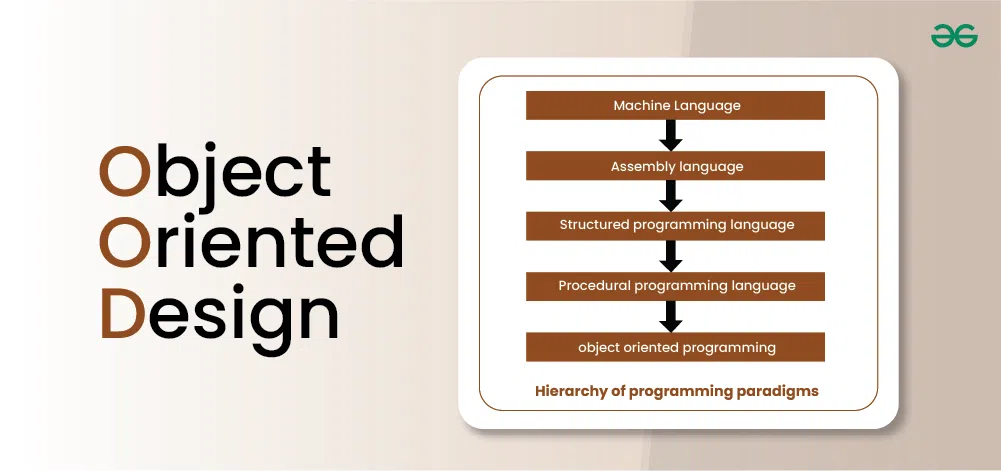 Object
Oriented
Design
Machine Language
Assembly language
Structured programming language
Procedural programming language
object oriented programming
Hierarchy of programming paradigms